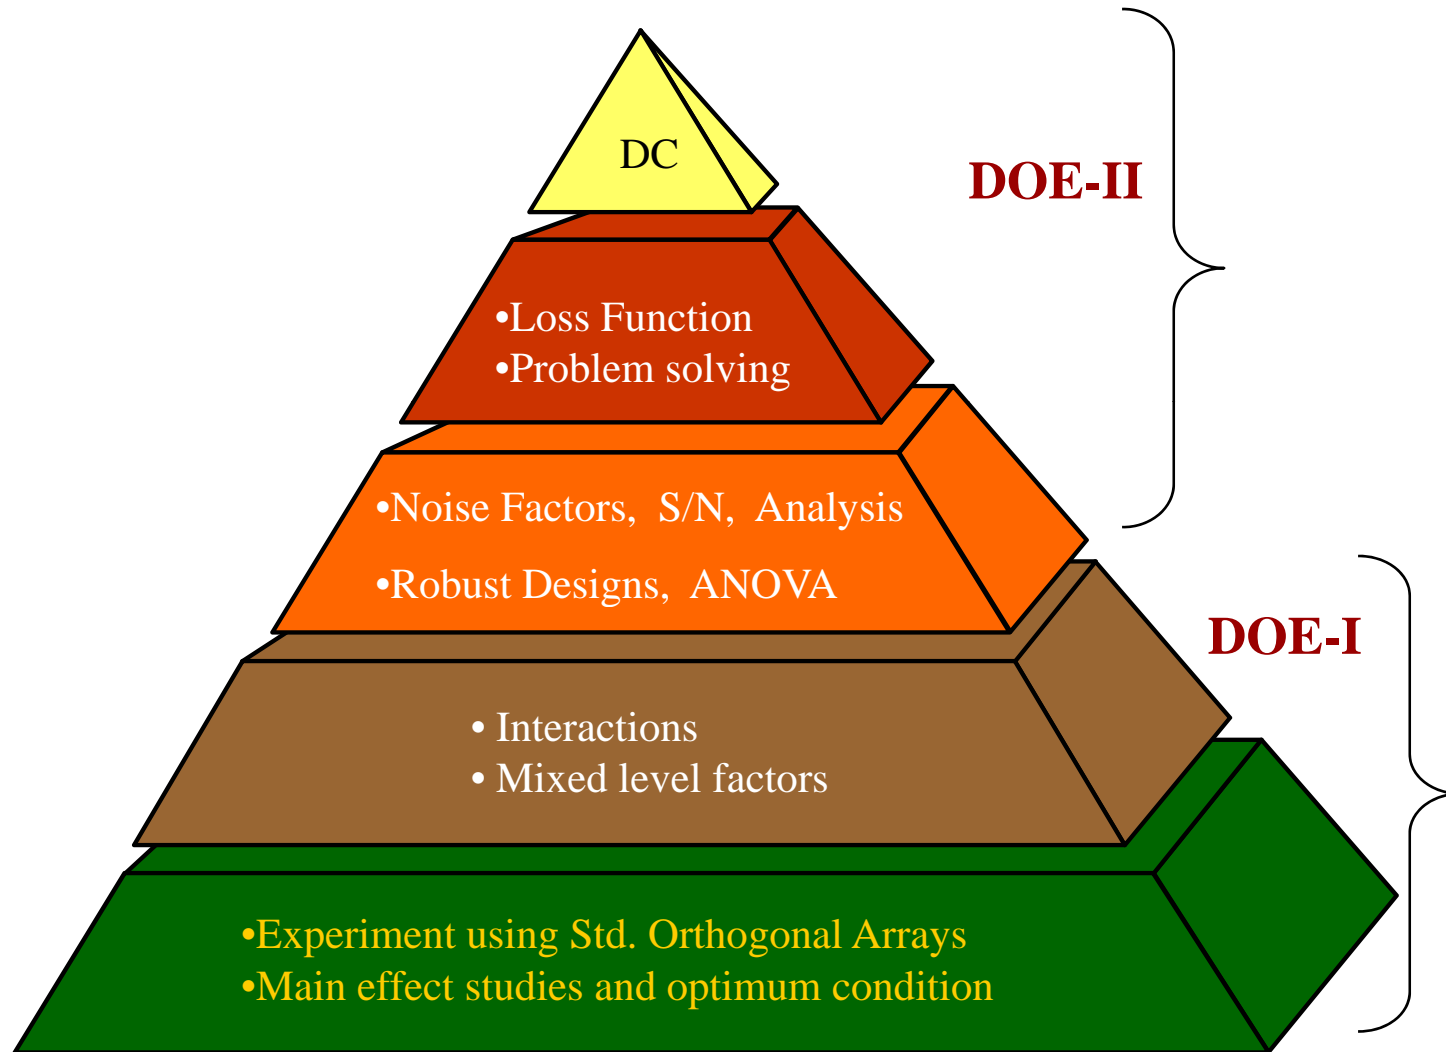 DC
DOE-II
•Loss Function
•Problem solving
•Noise Factors, S/N, Analysis
•Robust Designs, ANOVA
DOE-I
• Interactions
• Mixed level factors
•Experiment using Std. Orthogonal Arrays
•Main effect studies and optimum condition